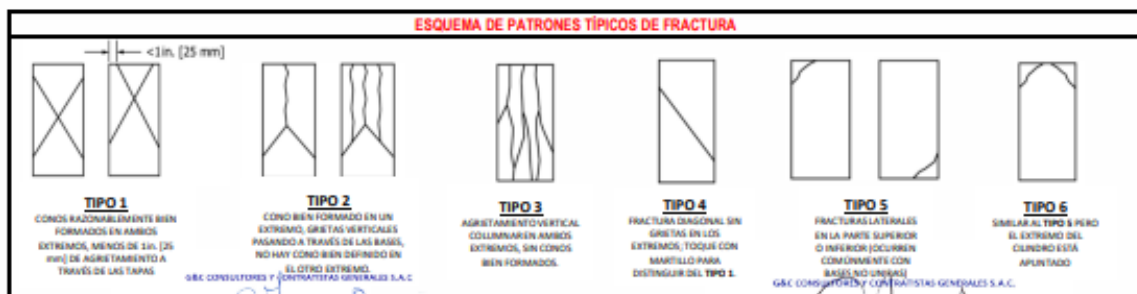 ESQUEMA DE PATRONES TÍPICOS DE FRACTURA
<1in. [25 mm]
TIPO 1
CONOS RAZONABLEMENTE BIEN
FORMADOS EN AMBOS
EXTREMOS, MENOS DE 1in. [25
mm] DE AGRIETAMIENTO A
TRAVÉS DE LAS TAPAS
TIPO 2
CONO BIEN FORMADO EN UN
EXTREMO, GRIETAS VERTICALES
PASANDO A TRAVÉS DE LAS BASES,
NO HAY CONO BIEN DEFINIDO EN
EL OTRO EXTREMO.
G&C CONSULTORES Y CONTRATISTAS GENERALES S.A.C
TIPO 3
AGRIETAMIENTO VERTICAL
COLUMNAR EN AMBOS
EXTREMOS, SIN CONOS
BIEN FORMADOS.
TIPO 4
FRACTURA DIAGONAL SIN
GRIETAS EN LOS
EXTREMOS; TOQUE CON
MARTILLO PARA
DISTINGUIR DEL TIPO 1.
TIPO 5
FRACTURAS LATERALES
EN LA PARTE SUPERIOR
O INFERIOR (OCURREN
COMÚNMENTE CON
BASES NO UNIDAS)
G&C CONSULTORES Y CONTRATISTAS GENERALES S.A.C.
TIPO 6
SIMILAR AL TIPO 5 PERO
EL EXTREMO DEL
CILINDRO ESTÁ
APUNTADO